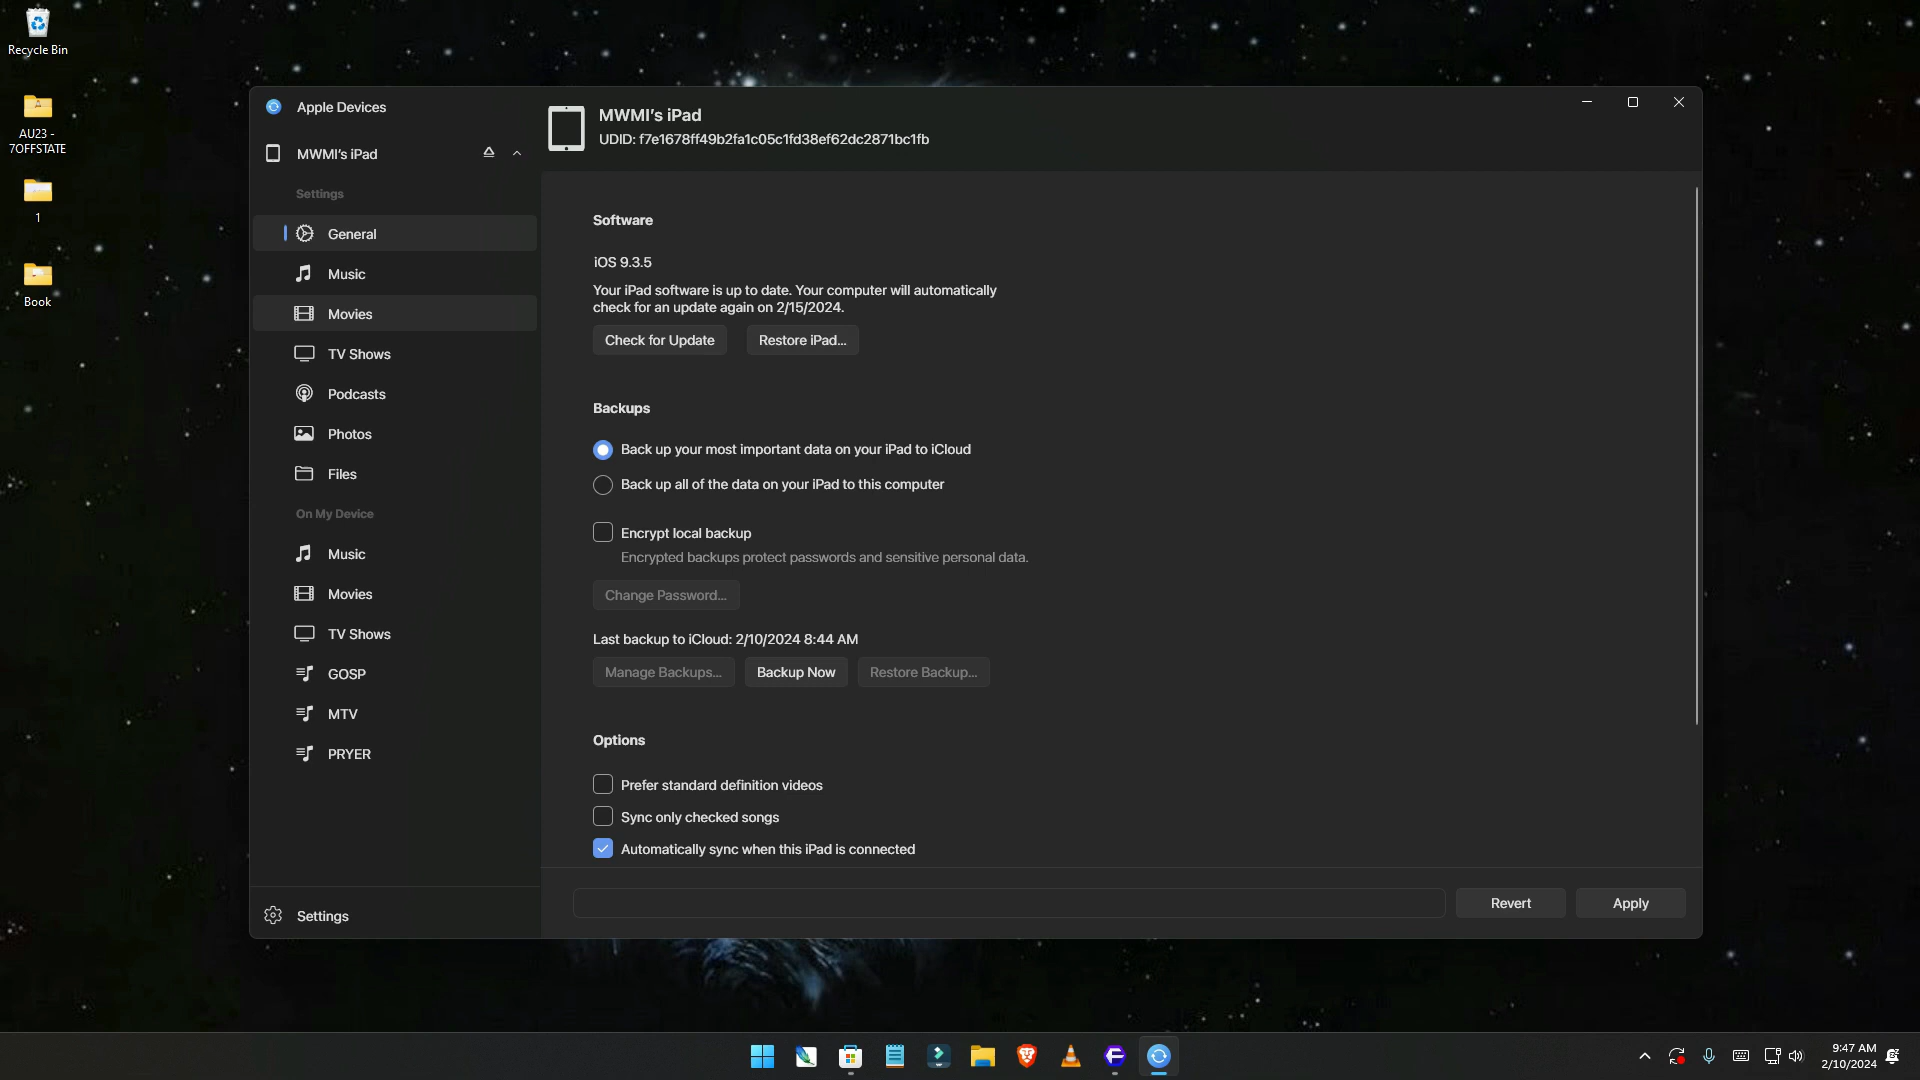 Recycle Bin
AU23 -
7OFFSTATE
1
Book
Apple Devices
MWMI's iPad
Settings
General
Music
Movies
TV Shows
Podcasts
Photos
Files
On My Device
Music
Movies
TV Shows
GOSP
MTV
PRYER
Settings
MWMI's iPad
UDID: f7e1678ff49b2fa1c05c1fd38ef62dc2871bc1fb
Software
iOS 9.3.5
Your iPad software is up to date. Your computer will automatically
check for an update again on 2/15/2024.
Check for Update Restore iPad...
Backups
Back up your most important data on your iPad to iCloud
Back up all of the data on your iPad to this computer
Encrypt local backup
Encrypted backups protect passwords and sensitive personal data.
Change Password...
Last backup to iCloud: 2/10/2024 8:44 AM
Manage Backups... Backup Now Restore Backup...
Options
Prefer standard definition videos
Sync only checked songs
Automatically sync when this iPad is connected
Revert Apply
9:47 AM
2/10/2024